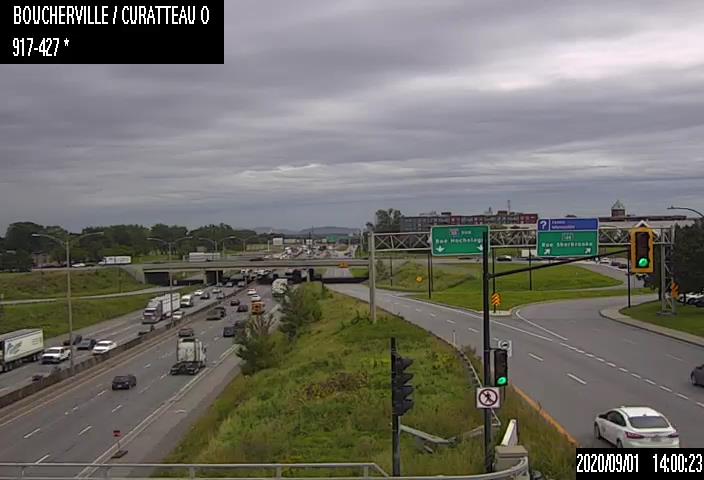 BOUCHERVILLE / CURATTEAU O
917-427 *
Rue Hochelaga
?
Rue Sherbrooke
2020/09/01 14:00:23